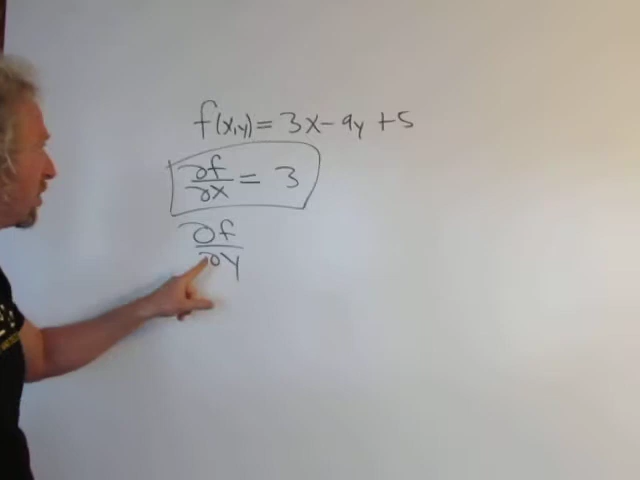 f(x,y) = 3x - 9y + 5
∂f/∂x = 3
∂f/∂y